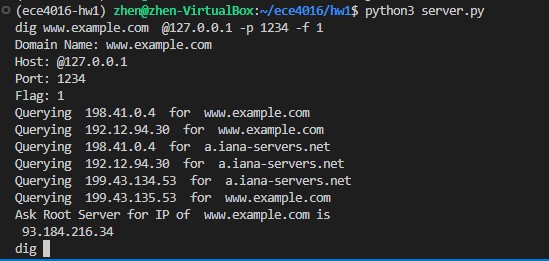 (ece4016-hw1) zhen@zhen-VirtualBox:~/ece4016/hw1$ python3 server.py
dig www.example.com  @127.0.0.1 -p 1234 -f 1
Domain Name: www.example.com
Host: @127.0.0.1
Port: 1234
Flag: 1
Querying  198.41.0.4  for  www.example.com
Querying  192.12.94.30  for  www.example.com
Querying  198.41.0.4  for  a.iana-servers.net
Querying  192.12.94.30  for  a.iana-servers.net
Querying  199.43.134.53  for  a.iana-servers.net
Querying  199.43.135.53  for  www.example.com
Ask Root Server for IP of  www.example.com is
 93.184.216.34
dig